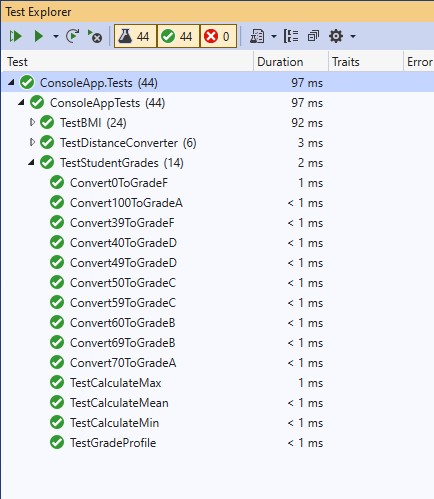 Test Explorer
44 44 0
Test Duration Traits Error
ConsoleApp.Tests (44) 97 ms
ConsoleAppTests (44) 97 ms
TestBMI (24) 92 ms
TestDistanceConverter (6) 3 ms
TestStudentGrades (14) 2 ms
Convert0ToGradeF 1 ms
Convert100ToGradeA < 1 ms
Convert39ToGradeF < 1 ms
Convert40ToGradeD < 1 ms
Convert49ToGradeD < 1 ms
Convert50ToGradeC < 1 ms
Convert59ToGradeC < 1 ms
Convert60ToGradeB < 1 ms
Convert69ToGradeB < 1 ms
Convert70ToGradeA < 1 ms
TestCalculateMax 1 ms
TestCalculateMean < 1 ms
TestCalculateMin < 1 ms
TestGradeProfile < 1 ms